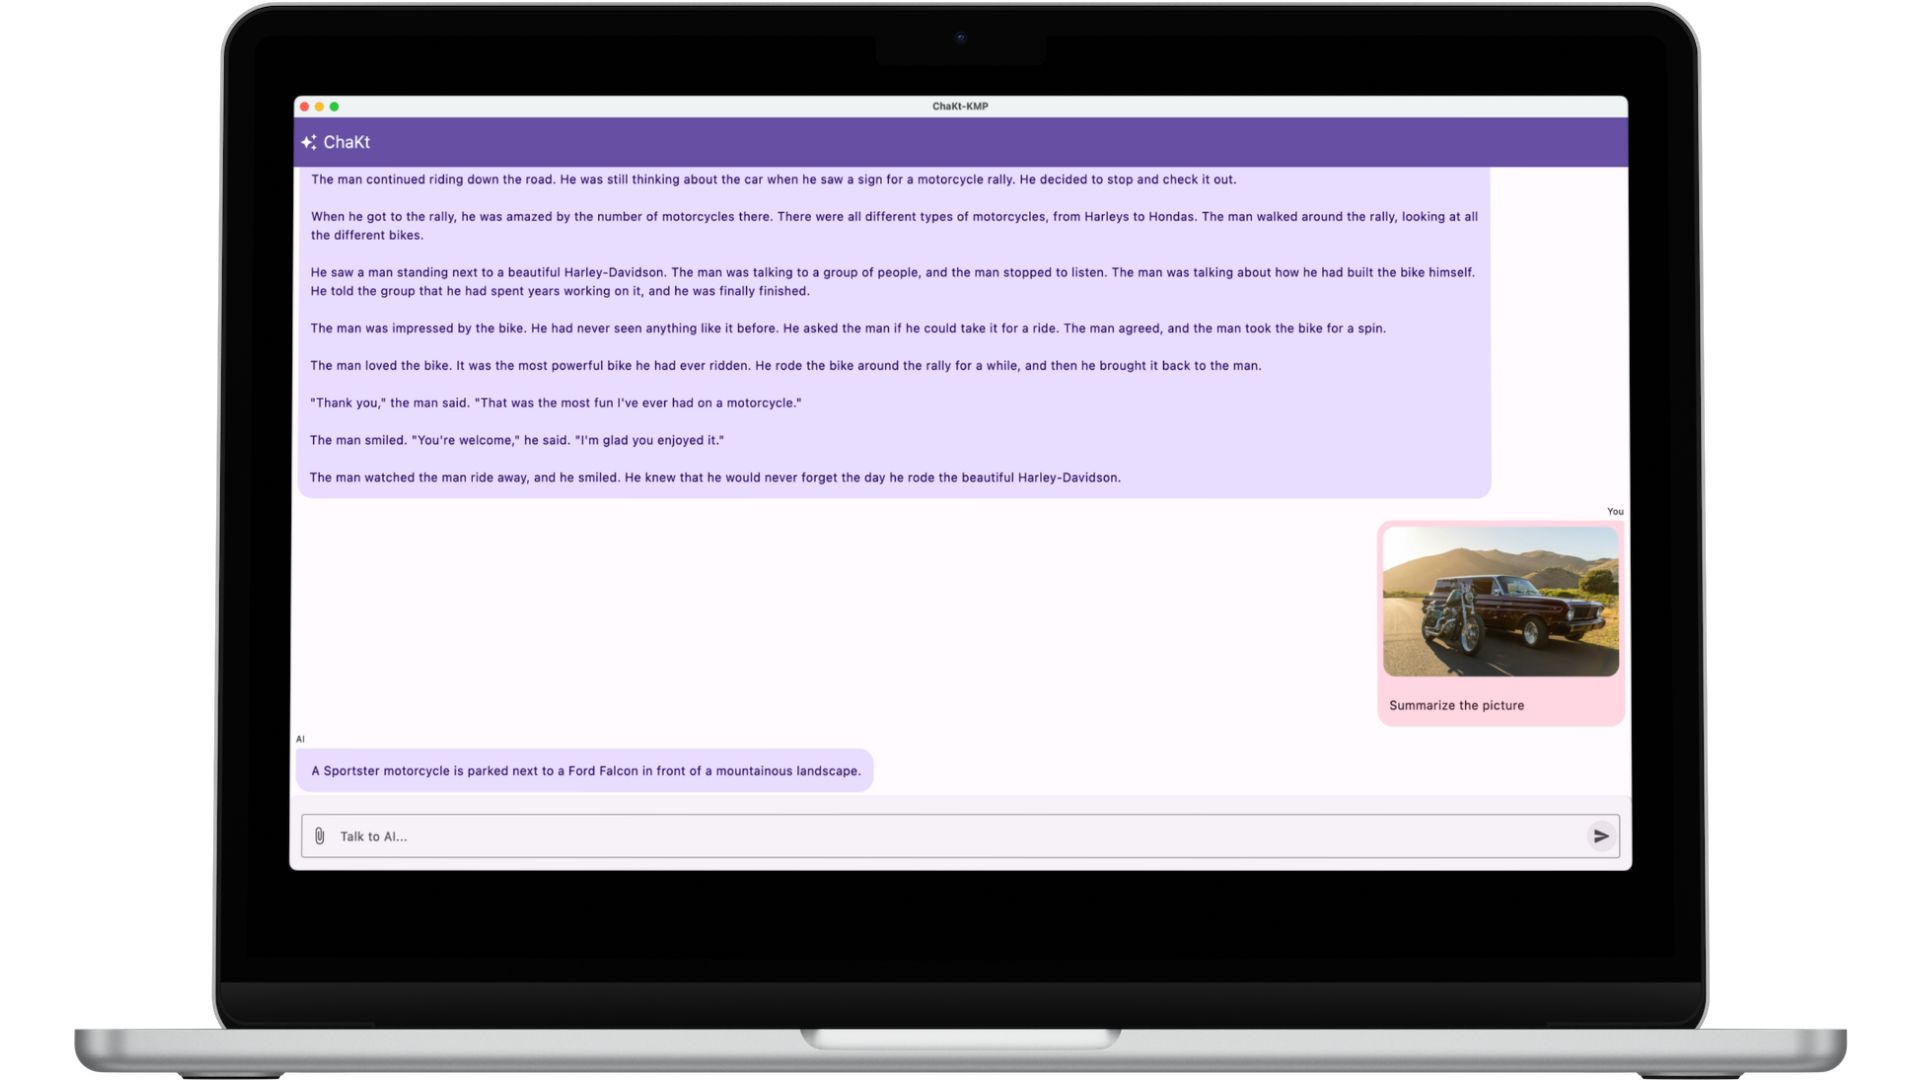 ChaKt-KMP
ChaKt
The man continued riding down the road. He was still thinking about the car when he saw a sign for a motorcycle rally. He decided to stop and check it out.
When he got to the rally, he was amazed by the number of motorcycles there. There were all different types of motorcycles, from Harleys to Hondas. The man walked around the rally, looking at all
the different bikes.
He saw a man standing next to a beautiful Harley-Davidson. The man was talking to a group of people, and the man stopped to listen. The man was talking about how he had built the bike himself.
He told the group that he had spent years working on it, and he was finally finished.
The man was impressed by the bike. He had never seen anything like it before. He asked the man if he could take it for a ride. The man agreed, and the man took the bike for a spin.
The man loved the bike. It was the most powerful bike he had ever ridden. He rode the bike around the rally for a while, and then he brought it back to the man.
"Thank you," the man said. "That was the most fun I've ever had on a motorcycle."
The man smiled. "You're welcome," he said. "I'm glad you enjoyed it."
The man watched the man ride away, and he smiled. He knew that he would never forget the day he rode the beautiful Harley-Davidson.
You
Summarize the picture
AI
A Sportster motorcycle is parked next to a Ford Falcon in front of a mountainous landscape.
Talk to AI...